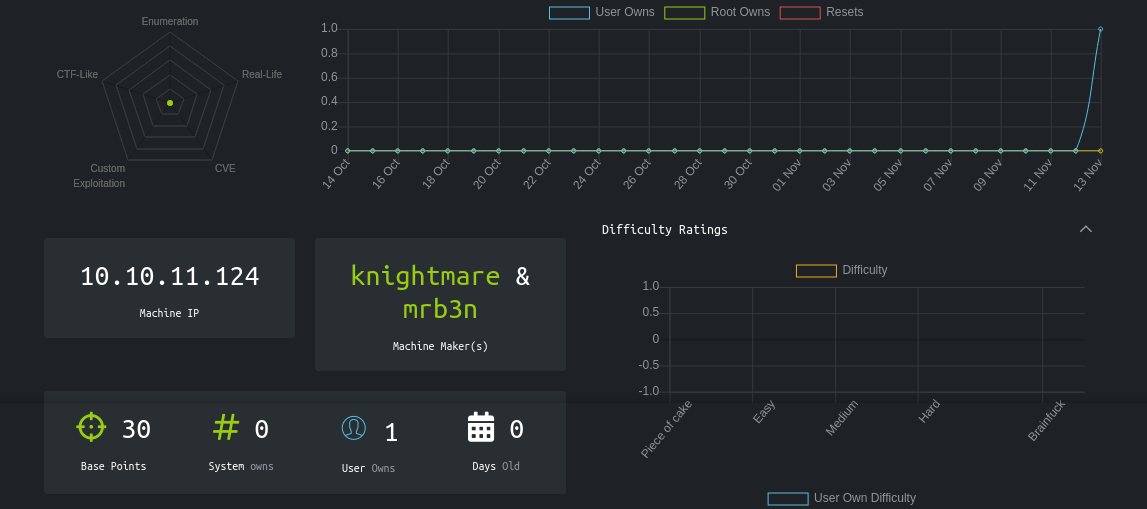 Enumeration
CTF-Like
Real-Life
Custom
Exploitation
CVE
User Owns
Root Owns
Resets
1.0
0.8
0.6
0.4
0.2
0
14 Oct
16 Oct
18 Oct
20 Oct
22 Oct
24 Oct
26 Oct
28 Oct
30 Oct
01 Nov
03 Nov
05 Nov
07 Nov
09 Nov
11 Nov
13 Nov
10.10.11.124
Machine IP
knightmare &
mrb3n
Machine Maker(s)
30
Base Points
0
System owns
1
User Owns
0
Days Old
Difficulty Ratings
Difficulty
1.0
0.5
0
-0.5
-1.0
Piece of cake
Easy
Medium
Hard
Brainfuck
User Own Difficulty